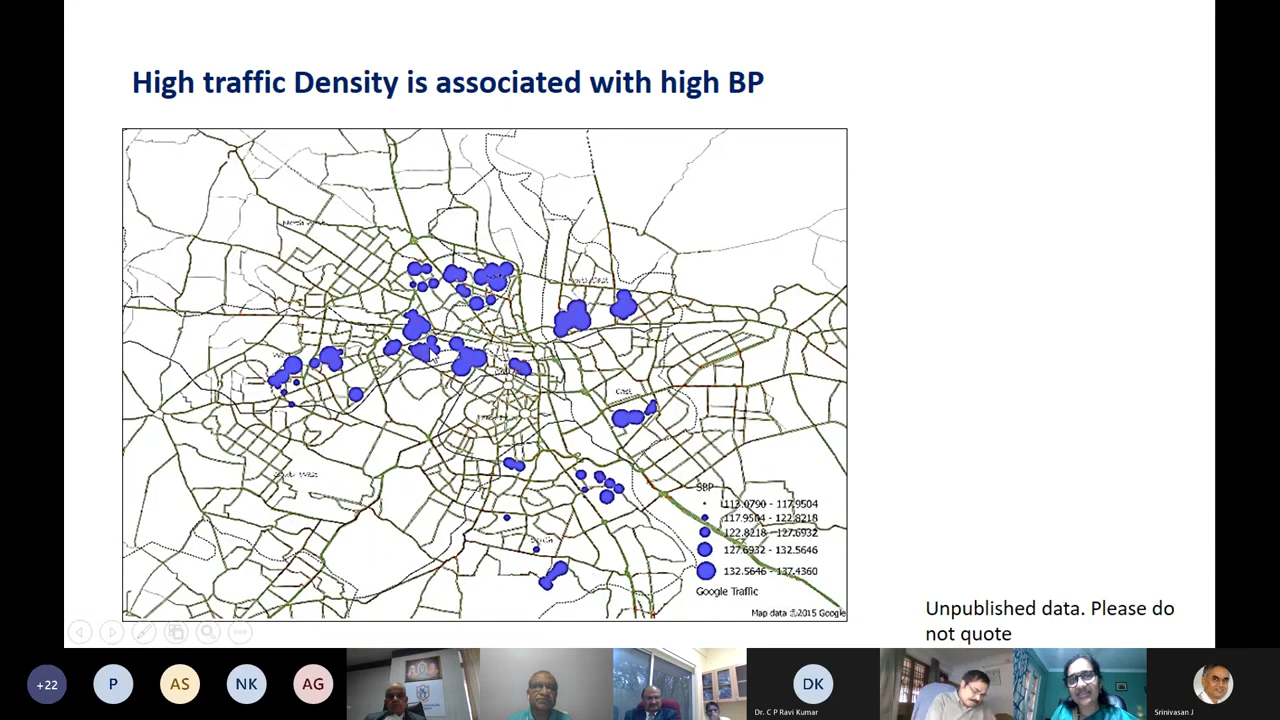 High traffic Density is associated with high BP
East
SBP
113.0790 - 117.9504
117.9504 - 122.8218
122.8218 - 127.6932
127.6932 - 132.5646
132.5646 - 137.4360
Google Traffic
Map data ©2015 Google
Unpublished data. Please do
not quote
+22
P
AS
NK
AG
DK
Dr. C P Ravi Kumar
Srinivasan J